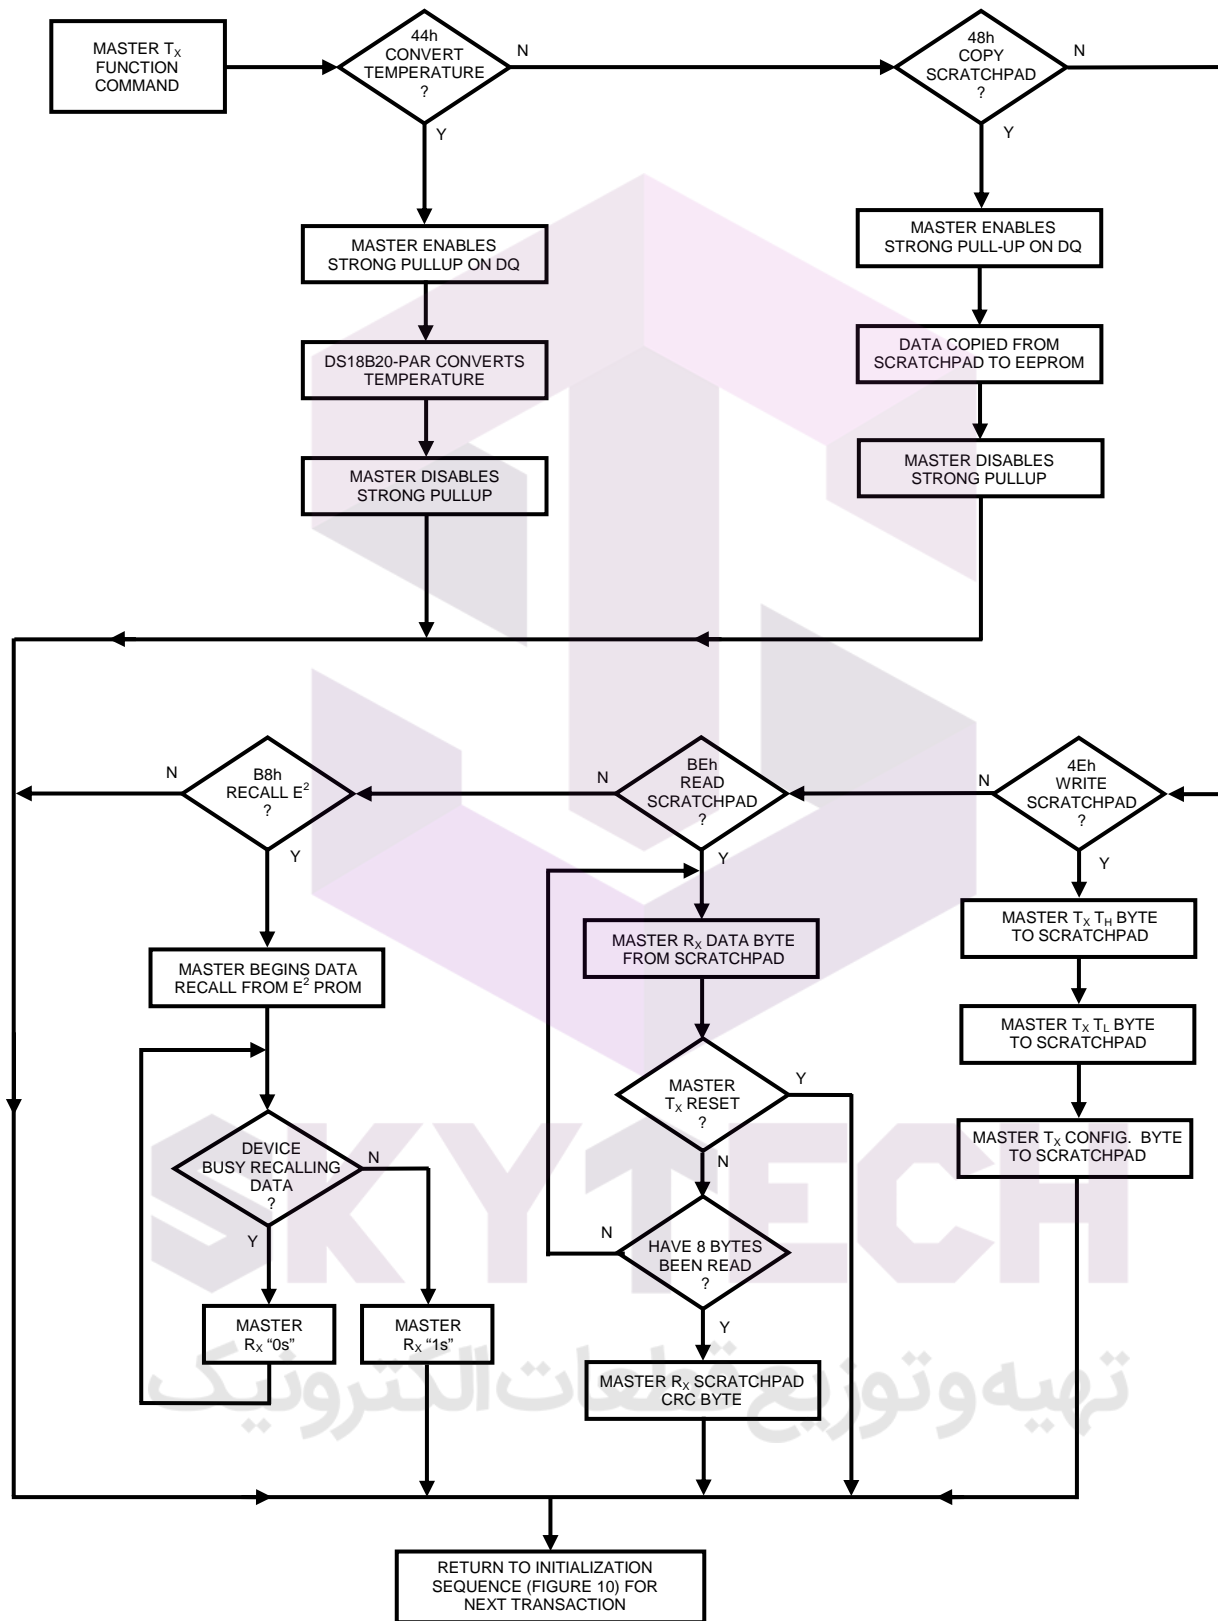 MASTER Tx
FUNCTION
COMMAND
44h
CONVERT
TEMPERATURE
?
N
Y
48h
COPY
SCRATCHPAD
?
N
Y
MASTER ENABLES
STRONG PULLUP ON DQ
MASTER ENABLES
STRONG PULL-UP ON DQ
DS18B20-PAR CONVERTS
TEMPERATURE
DATA COPIED FROM
SCRATCHPAD TO EEPROM
MASTER DISABLES
STRONG PULLUP
MASTER DISABLES
STRONG PULLUP
B8h
RECALL E²
?
N
Y
BEh
READ
SCRATCHPAD
?
N
Y
4Eh
WRITE
SCRATCHPAD
?
N
Y
MASTER BEGINS DATA
RECALL FROM E² PROM
MASTER Rx DATA BYTE
FROM SCRATCHPAD
MASTER Tx TH BYTE
TO SCRATCHPAD
MASTER Tx TL BYTE
TO SCRATCHPAD
MASTER
Tx RESET
?
Y
N
MASTER Tx CONFIG. BYTE
TO SCRATCHPAD
DEVICE
BUSY RECALLING
DATA
?
N
Y
HAVE 8 BYTES
BEEN READ
?
N
Y
MASTER
Rx “0s”
MASTER
Rx “1s”
MASTER Rx SCRATCHPAD
CRC BYTE
RETURN TO INITIALIZATION
SEQUENCE (FIGURE 10) FOR
NEXT TRANSACTION
SKYTECH
تهیه و توزیع قطعات الکترونیک